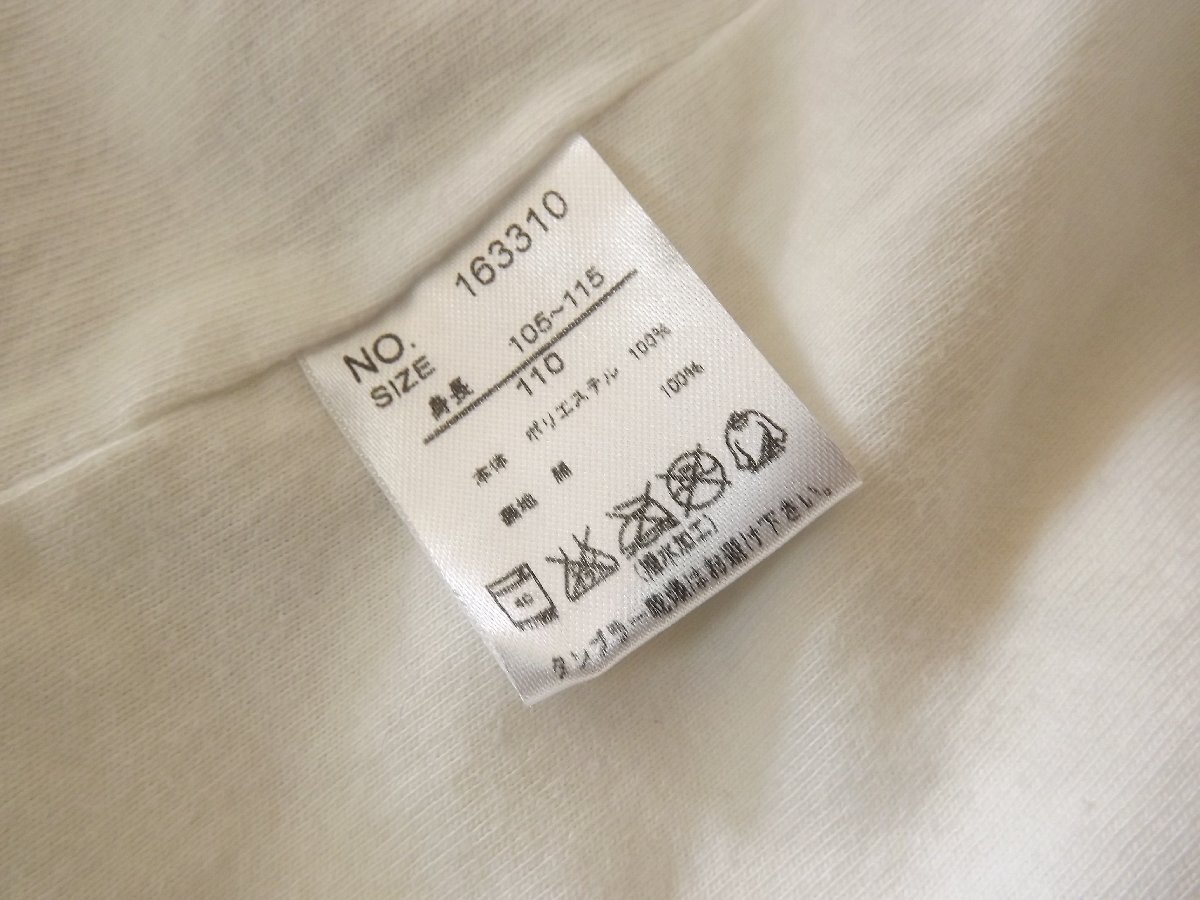 NO. 163310
SIZE 110
身長 105~115
本体 ポリエステル 100%
裏地 綿 100%
40
(撥水加工)
タンブラー乾燥はお避け下さい。